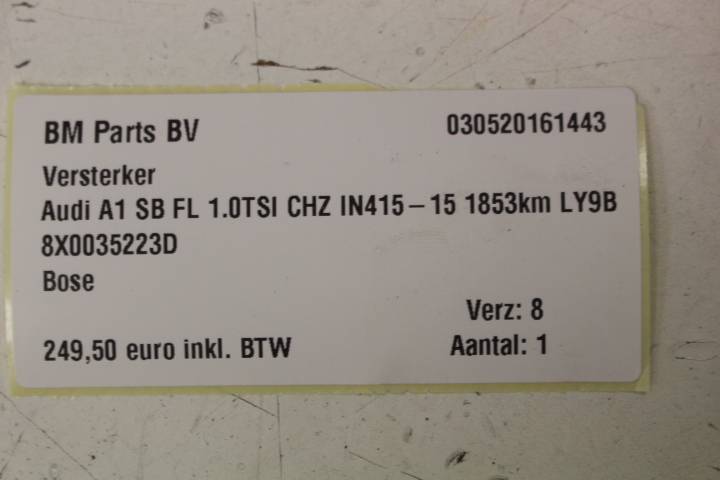 BM Parts BV 030520161443
Versterker
Audi A1 SB FL 1.0TSI CHZ IN415-15 1853km LY9B
8X0035223D
Bose
Verz: 8
249,50 euro inkl. BTW Aantal: 1